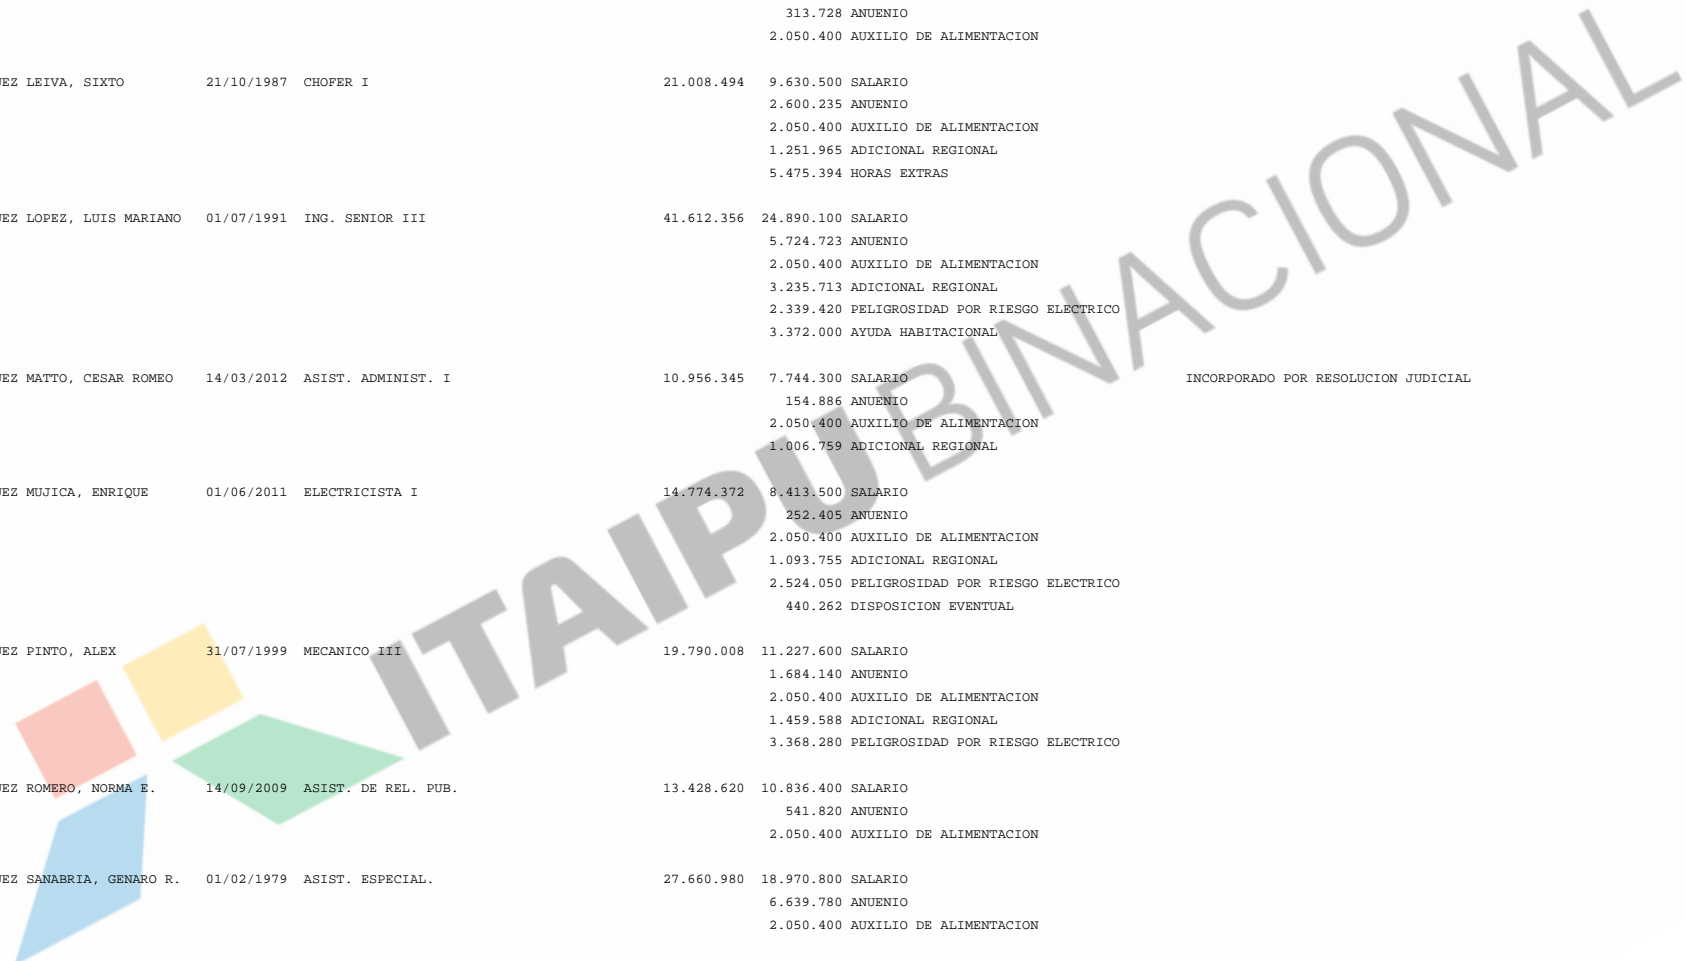 313.728 ANUENIO
2.050.400 AUXILIO DE ALIMENTACION
UEZ LEIVA, SIXTO 21/10/1987 CHOFER I 21.008.494 9.630.500 SALARIO
2.600.235 ANUENIO
2.050.400 AUXILIO DE ALIMENTACION
1.251.965 ADICIONAL REGIONAL
5.475.394 HORAS EXTRAS
UEZ LOPEZ, LUIS MARIANO 01/07/1991 ING. SENIOR III 41.612.356 24.890.100 SALARIO
5.724.723 ANUENIO
2.050.400 AUXILIO DE ALIMENTACION
3.235.713 ADICIONAL REGIONAL
2.339.420 PELIGROSIDAD POR RIESGO ELECTRICO
3.372.000 AYUDA HABITACIONAL
UEZ MATTO, CESAR ROMEO 14/03/2012 ASIST. ADMINIST. I 10.956.345 7.744.300 SALARIO INCORPORADO POR RESOLUCION JUDICIAL
154.886 ANUENIO
2.050.400 AUXILIO DE ALIMENTACION
1.006.759 ADICIONAL REGIONAL
UEZ MUJICA, ENRIQUE 01/06/2011 ELECTRICISTA I 14.774.372 8.413.500 SALARIO
252.405 ANUENIO
2.050.400 AUXILIO DE ALIMENTACION
1.093.755 ADICIONAL REGIONAL
2.524.050 PELIGROSIDAD POR RIESGO ELECTRICO
440.262 DISPOSICION EVENTUAL
UEZ PINTO, ALEX 31/07/1999 MECANICO III 19.790.008 11.227.600 SALARIO
1.684.140 ANUENIO
2.050.400 AUXILIO DE ALIMENTACION
1.459.588 ADICIONAL REGIONAL
3.368.280 PELIGROSIDAD POR RIESGO ELECTRICO
UEZ ROMERO, NORMA E. 14/09/2009 ASIST. DE REL. PUB. 13.428.620 10.836.400 SALARIO
541.820 ANUENIO
2.050.400 AUXILIO DE ALIMENTACION
UEZ SANABRIA, GENARO R. 01/02/1979 ASIST. ESPECIAL. 27.660.980 18.970.800 SALARIO
6.639.780 ANUENIO
2.050.400 AUXILIO DE ALIMENTACION
ITAIPU BINACIONAL